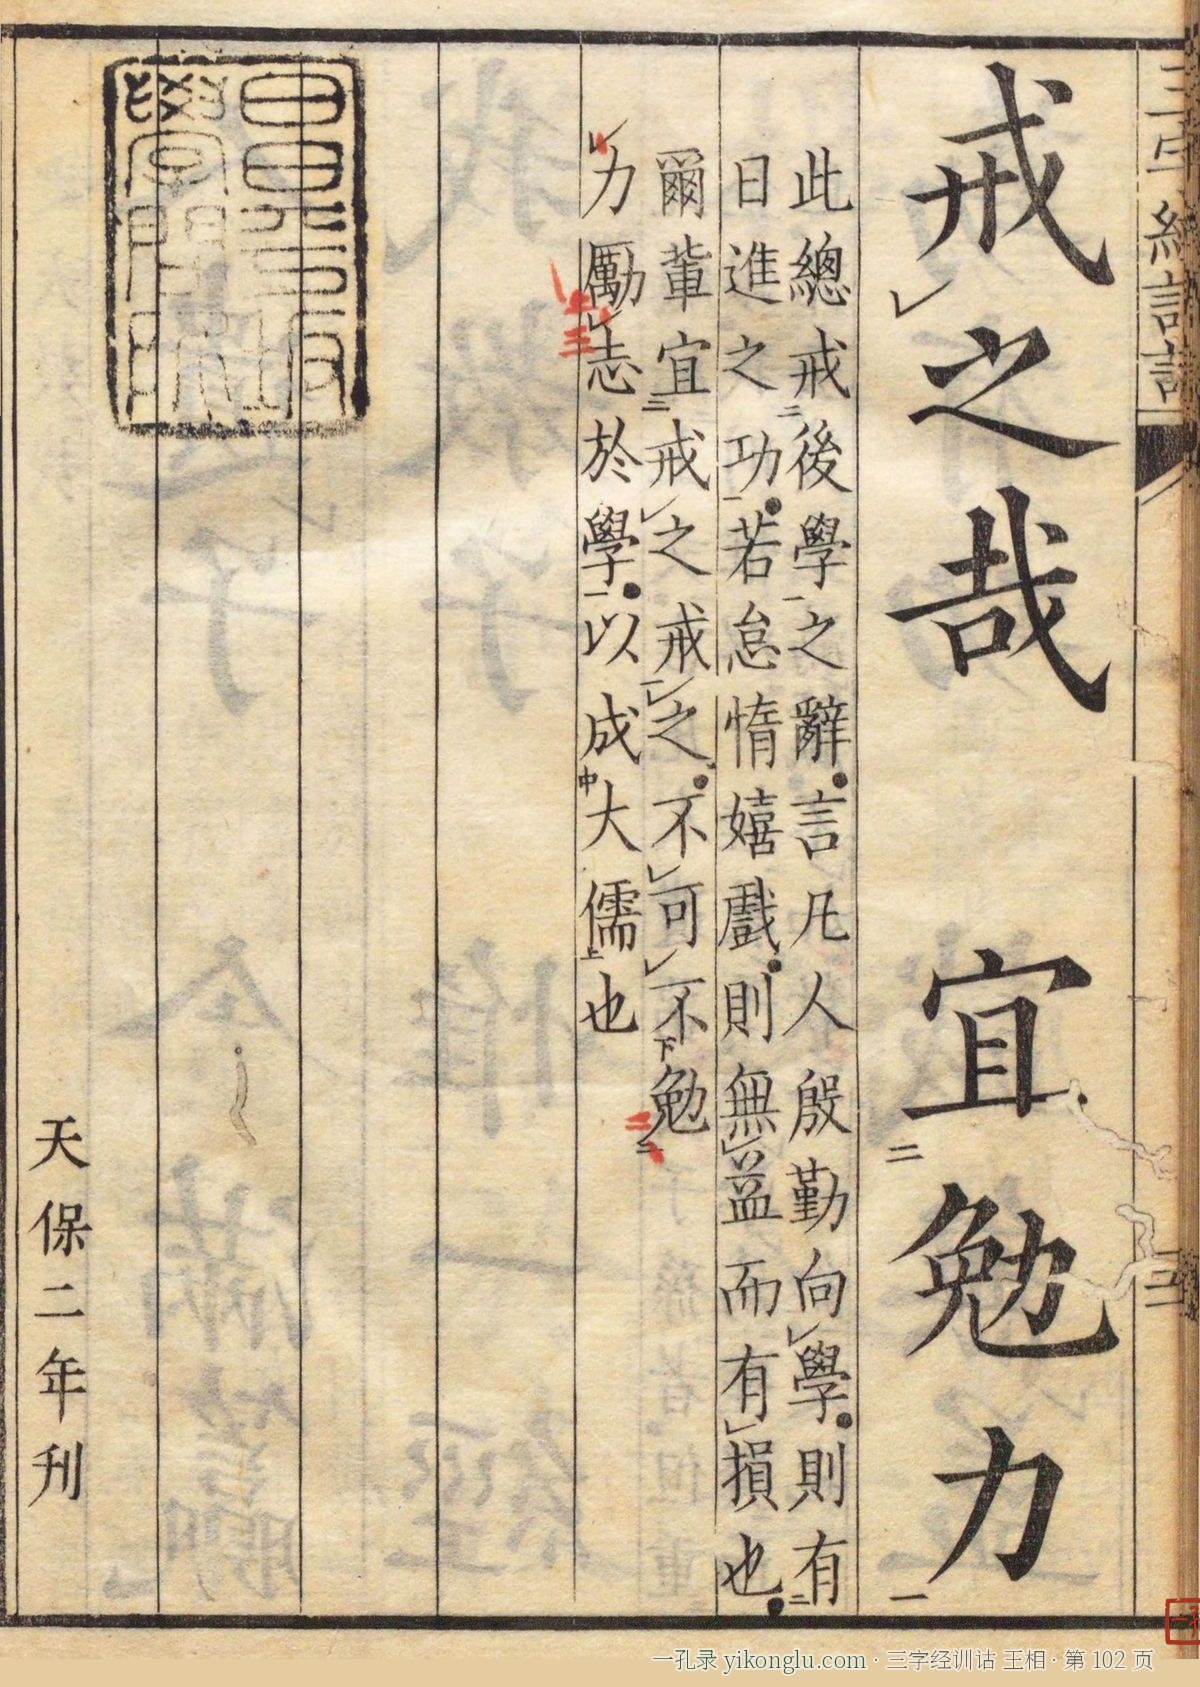 三字經訓詁
三
戒之哉 宜勉力
此總戒後學之辭言凡人殷勤向學則有
日進之功若怠惰嬉戲則無益而有損也
爾輩宜戒之戒之不可不勉
力勵志於學以成大儒也
天保二年刊
一孔录 yikonglu.com · 三字经训诂 王相 · 第 102 页